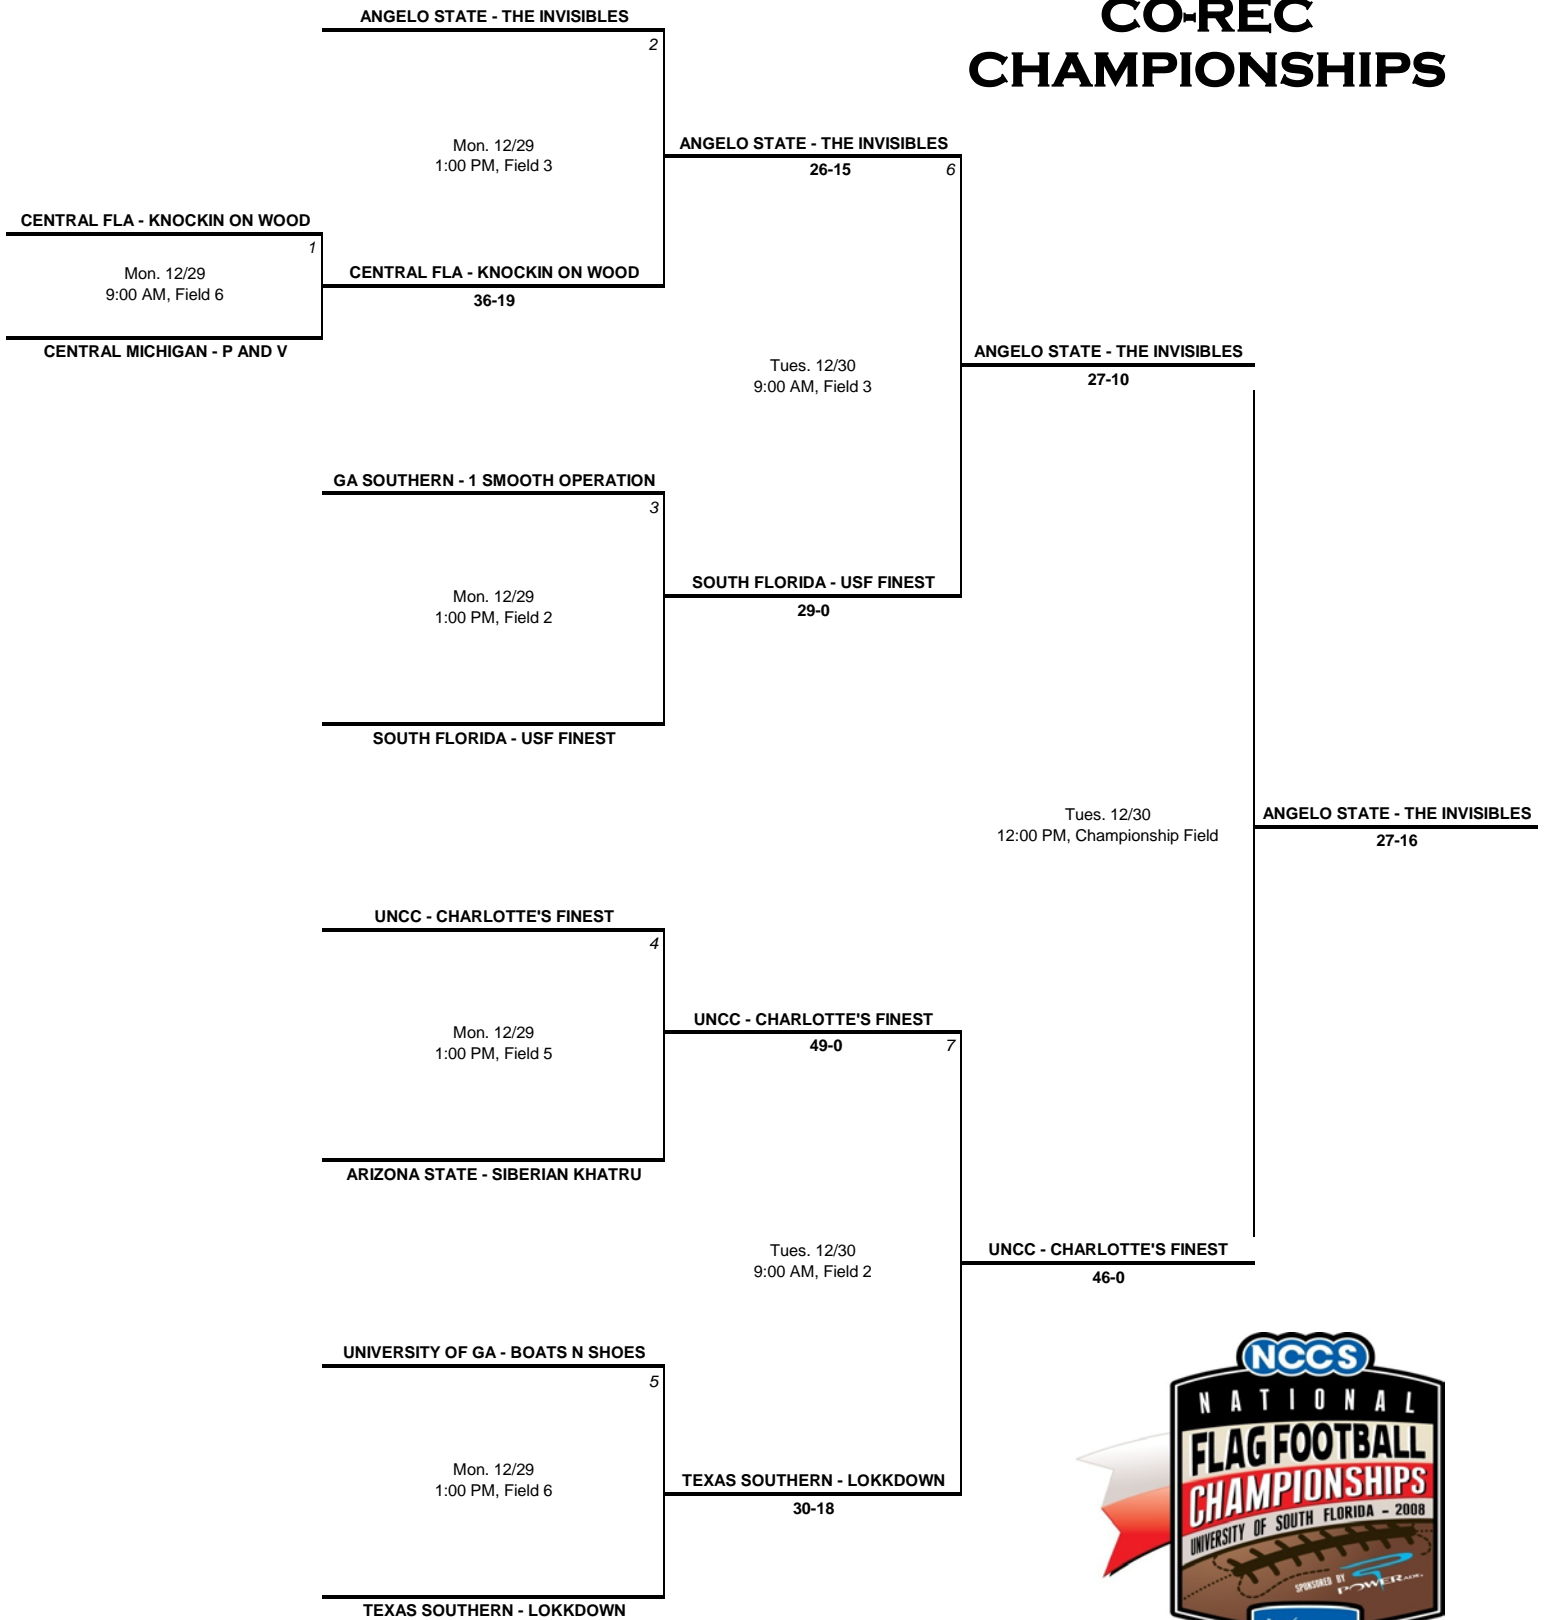 CO-REC
CHAMPIONSHIPS
ANGELO STATE - THE INVISIBLES
2
Mon. 12/29
1:00 PM, Field 3
ANGELO STATE - THE INVISIBLES
26-15
6
CENTRAL FLA - KNOCKIN ON WOOD
1
Mon. 12/29
9:00 AM, Field 6
CENTRAL FLA - KNOCKIN ON WOOD
36-19
CENTRAL MICHIGAN - P AND V
Tues. 12/30
9:00 AM, Field 3
ANGELO STATE - THE INVISIBLES
27-10
GA SOUTHERN - 1 SMOOTH OPERATION
3
Mon. 12/29
1:00 PM, Field 2
SOUTH FLORIDA - USF FINEST
29-0
SOUTH FLORIDA - USF FINEST
Tues. 12/30
12:00 PM, Championship Field
ANGELO STATE - THE INVISIBLES
27-16
UNCC - CHARLOTTE'S FINEST
4
Mon. 12/29
1:00 PM, Field 5
UNCC - CHARLOTTE'S FINEST
49-0
7
ARIZONA STATE - SIBERIAN KHATRU
Tues. 12/30
9:00 AM, Field 2
UNCC - CHARLOTTE'S FINEST
46-0
UNIVERSITY OF GA - BOATS N SHOES
5
Mon. 12/29
1:00 PM, Field 6
TEXAS SOUTHERN - LOKKDOWN
30-18
TEXAS SOUTHERN - LOKKDOWN
NCCS
NATIONAL
FLAG FOOTBALL
CHAMPIONSHIPS
UNIVERSITY OF SOUTH FLORIDA - 2008
SPONSORED BY
POWERADE